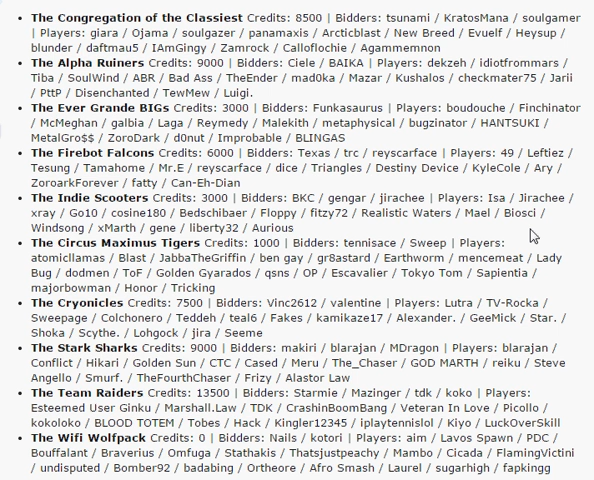 • The Congregation of the Classiest Credits: 8500 | Bidders: tsunami / KratosMana / soulgamer
| Players: giara / Ojama / soulgazer / panamaxis / Arcticblast / New Breed / Evuelf / Heysup /
blunder / daftmau5 / IAmGingy / Zamrock / Calloflochie / Agammemnon
• The Alpha Ruiners Credits: 9000 | Bidders: Ciele / BAIKA | Players: dekzeh / idiotfrommars /
Tiba / SoulWind / ABR / Bad Ass / TheEnder / mad0ka / Mazar / Kushalos / checkmater75 / Jarii
/ PttP / Disenchanted / TewMew / Luigi.
• The Ever Grande BIGs Credits: 3000 | Bidders: Funkasaurus | Players: boudouche / Finchinator
/ McMeghan / galbia / Laga / Reymedy / Malekith / metaphysical / bugzinator / HANTSUKI /
MetalGro$$ / ZoroDark / d0nut / Improbable / BLINGAS
• The Firebot Falcons Credits: 6000 | Bidders: Texas / trc / reyscarface | Players: 49 / Leftiez /
Tesung / Tamahome / Mr.E / reyscarface / dice / Triangles / Destiny Device / KyleCole / Ary /
ZoroarkForever / fatty / Can-Eh-Dian
• The Indie Scooters Credits: 3000 | Bidders: BKC / gengar / jirachee | Players: Isa / Jirachee /
xray / Go10 / cosine180 / Bedschibaer / Floppy / fitzy72 / Realistic Waters / Mael / Biosci /
Windsong / xMarth / gene / liberty32 / Aurious
• The Circus Maximus Tigers Credits: 1000 | Bidders: tennisace / Sweep | Players:
atomicllamas / Blast / JabbaTheGriffin / ben gay / gr8astard / Earthworm / mencemeat / Lady
Bug / dodmen / ToF / Golden Gyarados / qsns / OP / Escavalier / Tokyo Tom / Sapientia /
majorbowman / Honor / Tricking
• The Cryonicles Credits: 7500 | Bidders: Vinc2612 / valentine | Players: Lutra / TV-Rocka /
Sweepage / Colchonero / Teddeh / teal6 / Fakes / kamikaze17 / Alexander. / GeeMick / Star. /
Shoka / Scythe. / Lohgock / jira / Seeme
• The Stark Sharks Credits: 9000 | Bidders: makiri / blarajan / MDragon | Players: blarajan /
Conflict / Hikari / Golden Sun / CTC / Cased / Meru / The_Chaser / GOD MARTH / reiku / Steve
Angello / Smurf. / TheFourthChaser / Frizy / Alastor Law
• The Team Raiders Credits: 13500 | Bidders: Starmie / Mazinger / tdk / koko | Players:
Esteemed User Ginku / Marshall.Law / TDK / CrashinBoomBang / Veteran In Love / Picollo /
kokoloko / BLOOD TOTEM / Tobes / Hack / Kingler12345 / iplaytennislol / Kiyo / LuckOverSkill
• The Wifi Wolfpack Credits: 0 | Bidders: Nails / kotori | Players: aim / Lavos Spawn / PDC /
Bouffalant / Braverius / Omfuga / Stathakis / Thatsjustpeachy / Mambo / Cicada / FlamingVictini
/ undisputed / Bomber92 / badabing / Ortheore / Afro Smash / Laurel / sugarhigh / fapkingg